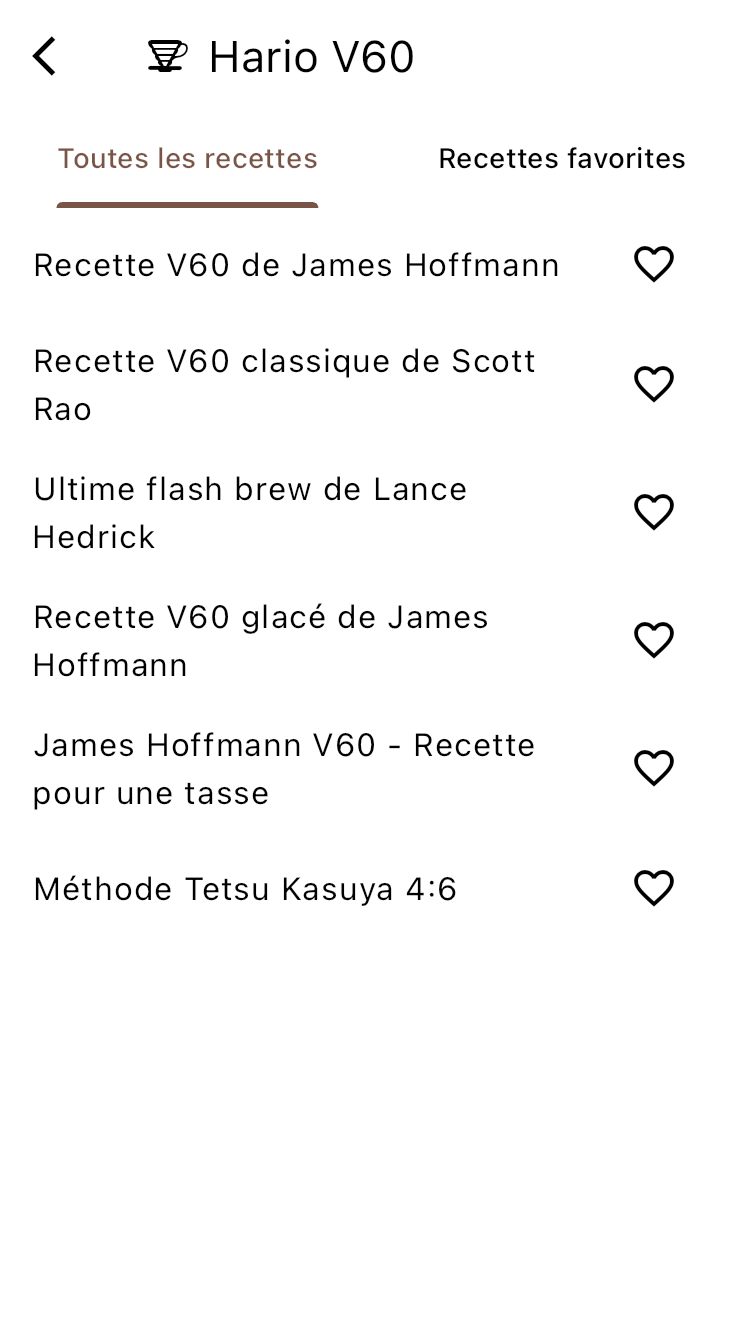 Hario V60
Toutes les recettes
Recettes favorites
Recette V60 de James Hoffmann
Recette V60 classique de Scott
Rao
Ultime flash brew de Lance
Hedrick
Recette V60 glacé de James
Hoffmann
James Hoffmann V60 - Recette
pour une tasse
Méthode Tetsu Kasuya 4:6